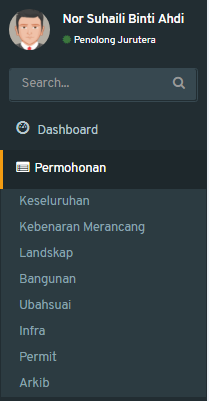 Nor Suhaili Binti Ahdi
Penolong Jurutera
Search...
Dashboard
Permohonan
Keseluruhan
Kebenaran Merancang
Landskap
Bangunan
Ubahsuai
Infra
Permit
Arkib